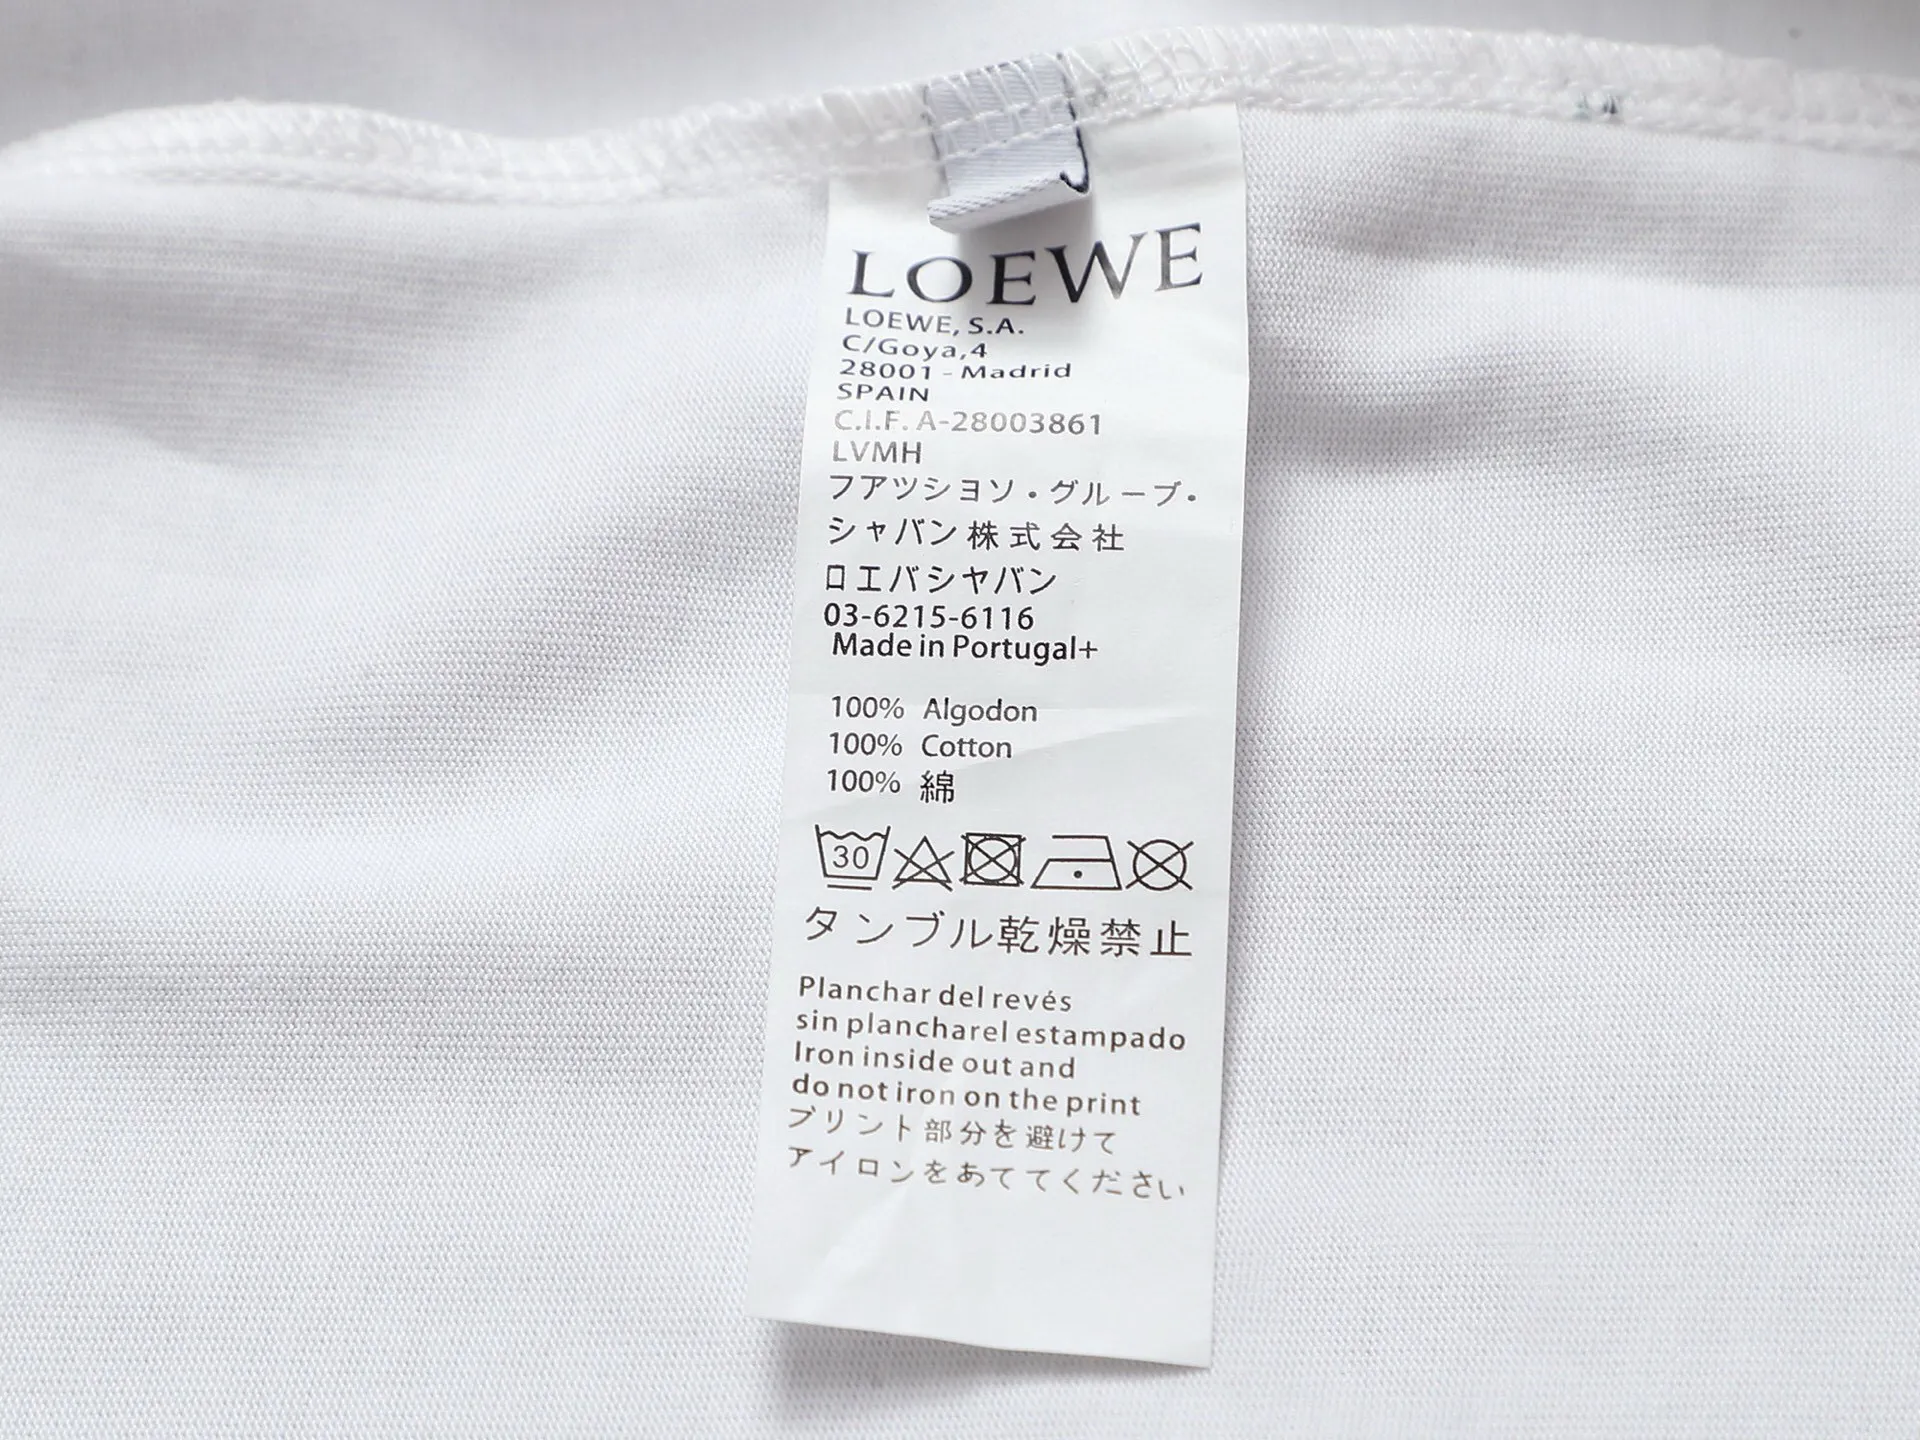 LOEWE
LOEWE, S.A.
C/Goya,4
28001 - Madrid
SPAIN
C.I.F. A-28003861
LVMH
フアツシヨソ・グルーブ・
シャバン株式会社
ロエバシヤバン
03-6215-6116
Made in Portugal+
100% Algodon
100% Cotton
100% 綿
30
タンブル乾燥禁止
Planchar del revés
sin plancharel estampado
Iron inside out and
do not iron on the print
ブリント部分を避けて
アイロンをあててください